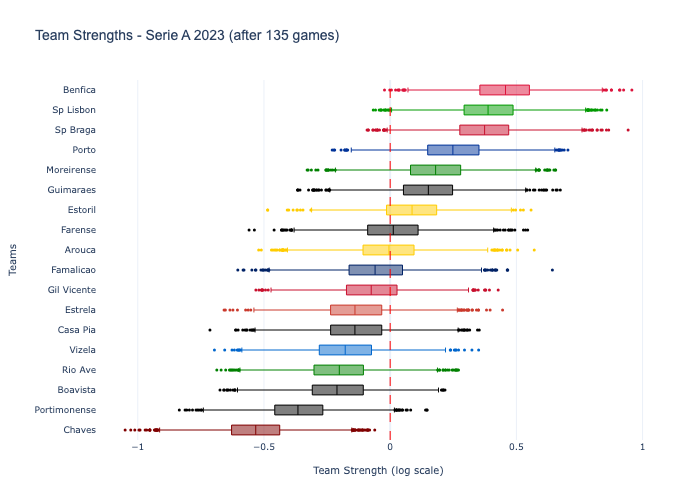 Team Strengths - Serie A 2023 (after 135 games)
Benfica
Sp Lisbon
Sp Braga
Porto
Moreirense
Guimaraes
Estoril
Farense
Arouca
Famalicao
Gil Vicente
Estrela
Casa Pia
Vizela
Rio Ave
Boavista
Portimonense
Chaves
Teams
−1
−0.5
0
0.5
1
Team Strength (log scale)